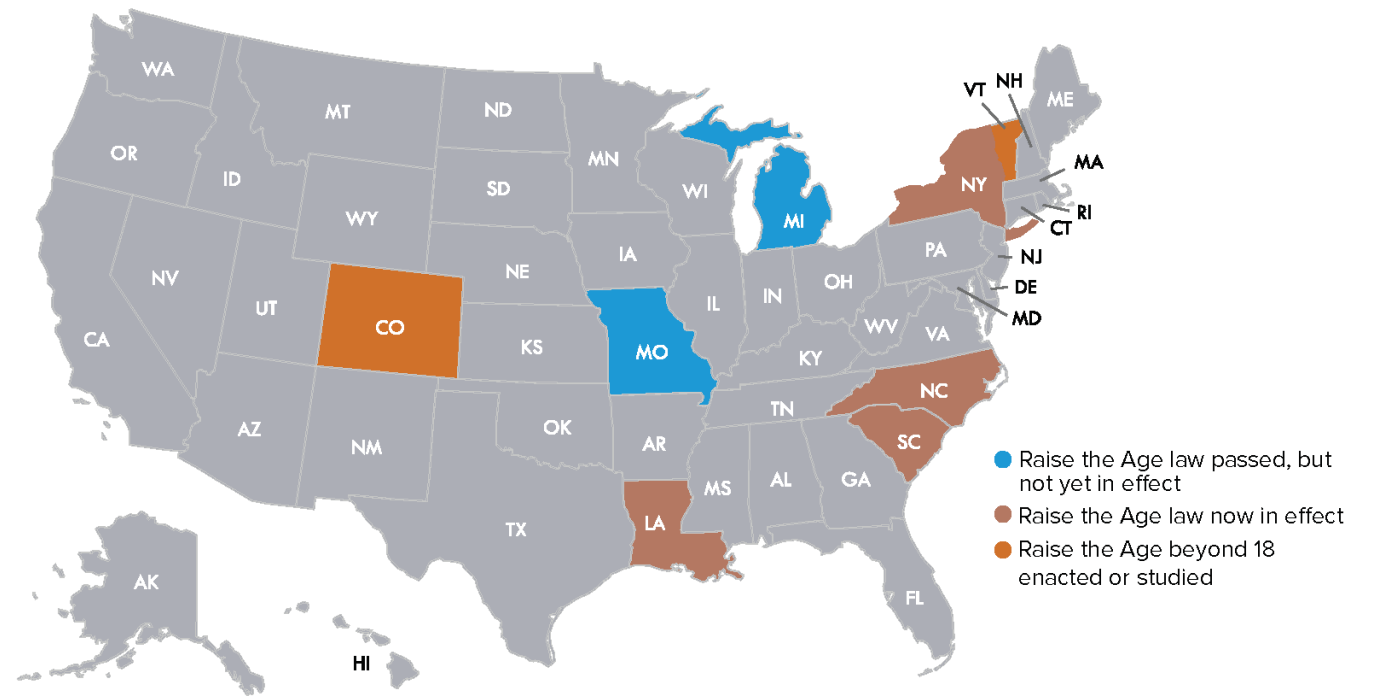 WA
MT
ND
MN
VT
NH
ME
OR
ID
SD
WI
MA
WY
MI
NY
RI
CT
IA
PA
NJ
NV
NE
OH
DE
UT
IL
IN
MD
CA
CO
KS
MO
WV
VA
KY
NC
AZ
NM
OK
AR
TN
SC
MS
AL
GA
TX
LA
FL
AK
HI
Raise the Age law passed, but
not yet in effect
Raise the Age law now in effect
Raise the Age beyond 18
enacted or studied